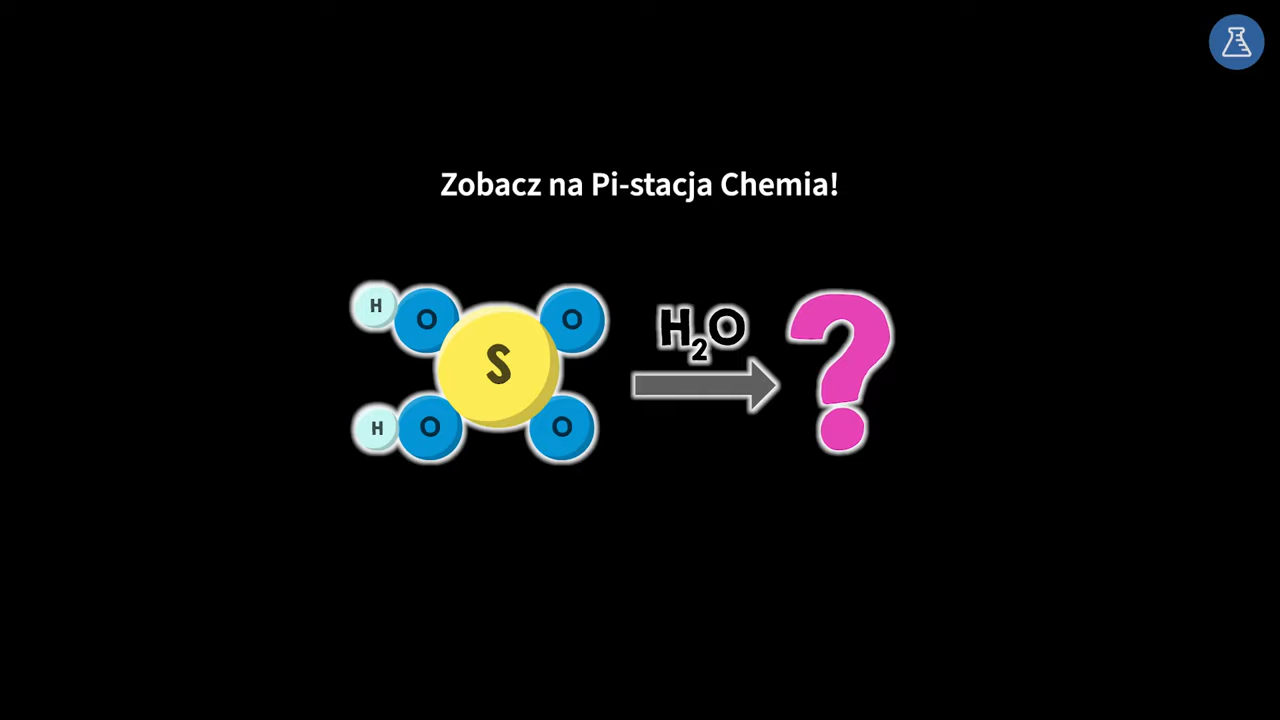 Zobacz na Pi-stacja Chemia!
H O S O
H O O
H₂O
?